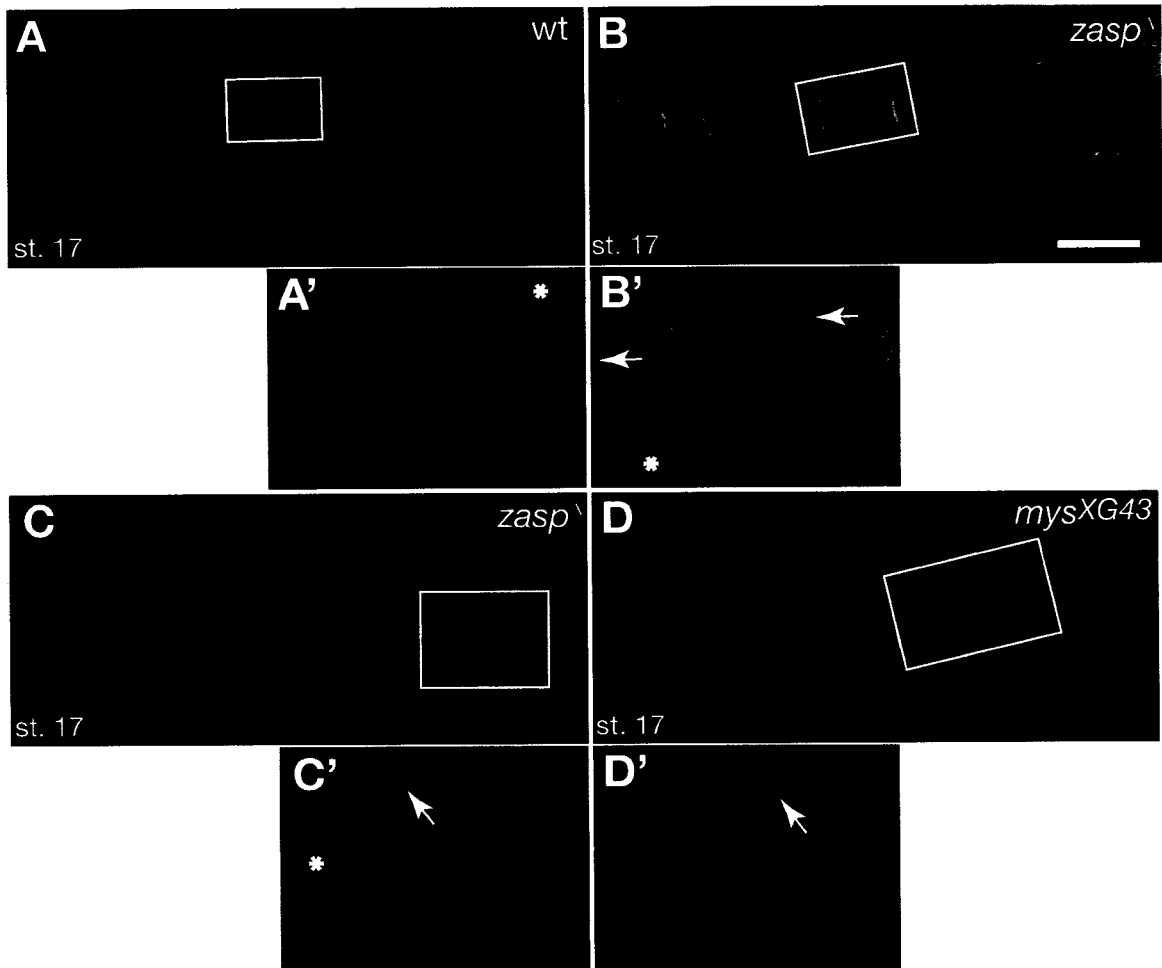 A wt
B zasp
st. 17
st. 17
A' *
B'
*
C zasp
D mysXG43
st. 17
st. 17
C'
D'
*